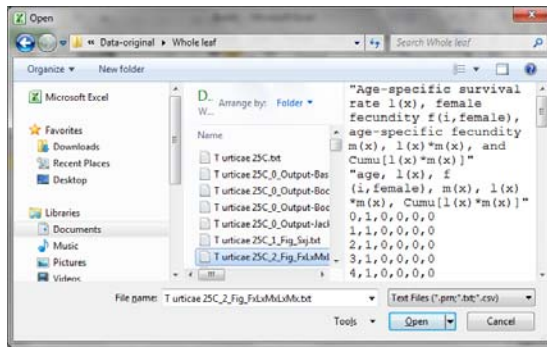 Open
« Data-original ▸ Whole leaf
Search Whole leaf
Organize
New folder
Microsoft Excel
Favorites
Downloads
Recent Places
Desktop
Libraries
Documents
Music
Pictures
Videos
D...
W...
Arrange by: Folder
Name
T urticae 25C.txt
T urticae 25C_0_Output-Bas
T urticae 25C_0_Output-Boo
T urticae 25C_0_Output-Boo
T urticae 25C_0_Output-Jack
T urticae 25C_1_Fig_Sxj.txt
T urticae 25C_2_Fig_FxLxMxL
"Age-specific survival
rate l(x), female
fecundity f(i,female),
age-specific fecundity
m(x), l(x)*m(x), and
Cumu[l(x)*m(x)]"
"age, l(x), f
(i,female), m(x), l(x)
*m(x), Cumu[l(x)*m(x)]"
0,1,0,0,0,0
1,1,0,0,0,0
2,1,0,0,0,0
3,1,0,0,0,0
4,1,0,0,0,0
File name: T urticae 25C_2_Fig_FxLxMxLxMx.txt
Text Files (*.prn;*.txt;*.csv)
Tools
Open
Cancel